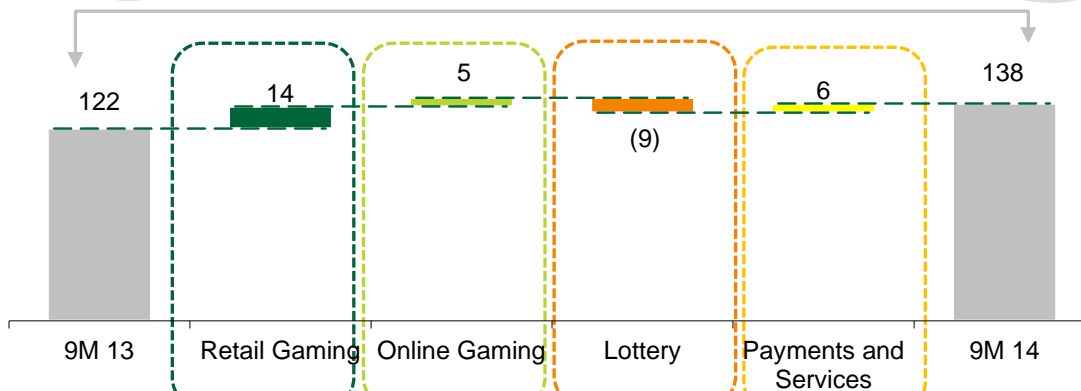 122
14
5
(9)
6
138
9M 13
Retail Gaming
Online Gaming
Lottery
Payments and
Services
9M 14